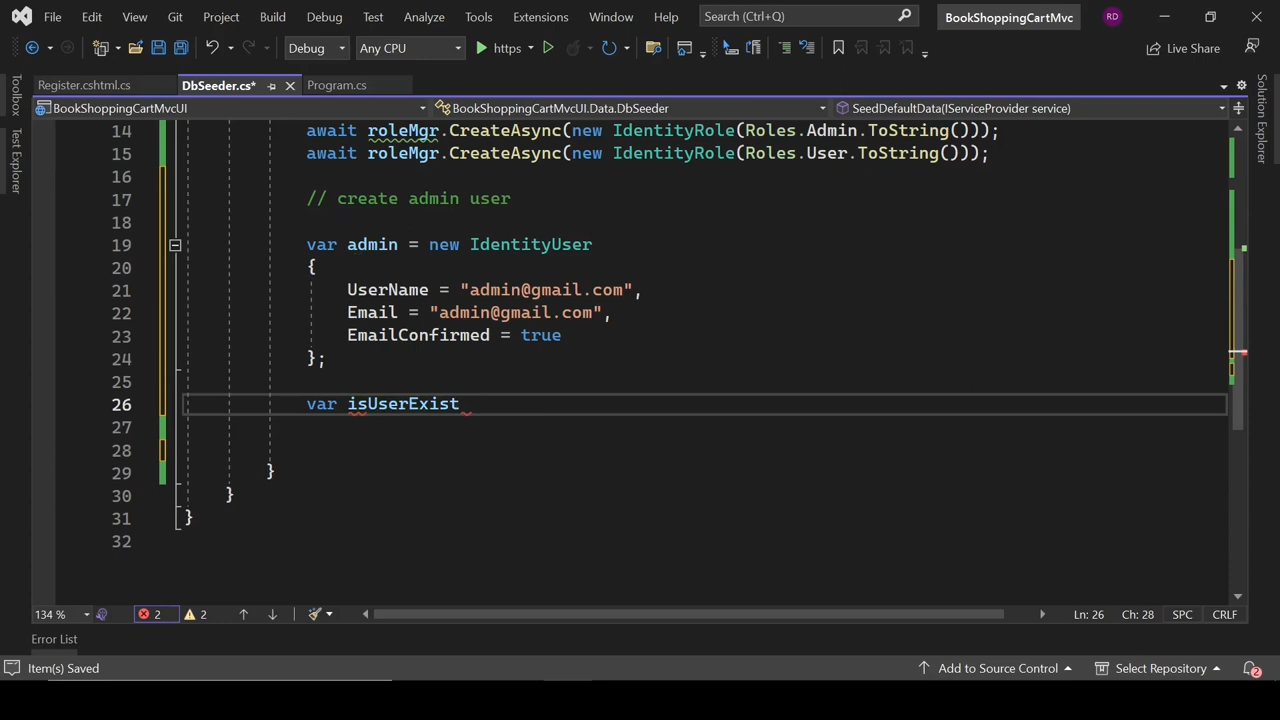 File Edit View Git Project Build Debug Test Analyze Tools Extensions Window Help Search (Ctrl+Q) BookShoppingCartMvc RD
Debug Any CPU https Live Share
Register.cshtml.cs DbSeeder.cs* Program.cs
BookShoppingCartMvcUI BookShoppingCartMvcUI.Data.DbSeeder SeedDefaultData(IServiceProvider service)
Toolbox
Test Explorer
Solution Explorer
14 await roleMgr.CreateAsync(new IdentityRole(Roles.Admin.ToString()));
15 await roleMgr.CreateAsync(new IdentityRole(Roles.User.ToString()));
16
17 // create admin user
18
19 var admin = new IdentityUser
20 {
21 UserName = "admin@gmail.com",
22 Email = "admin@gmail.com",
23 EmailConfirmed = true
24 };
25
26 var isUserExist
27
28
29 }
30 }
31 }
32
134 % 2 2 Ln: 26 Ch: 28 SPC CRLF
Error List
Item(s) Saved Add to Source Control Select Repository 2